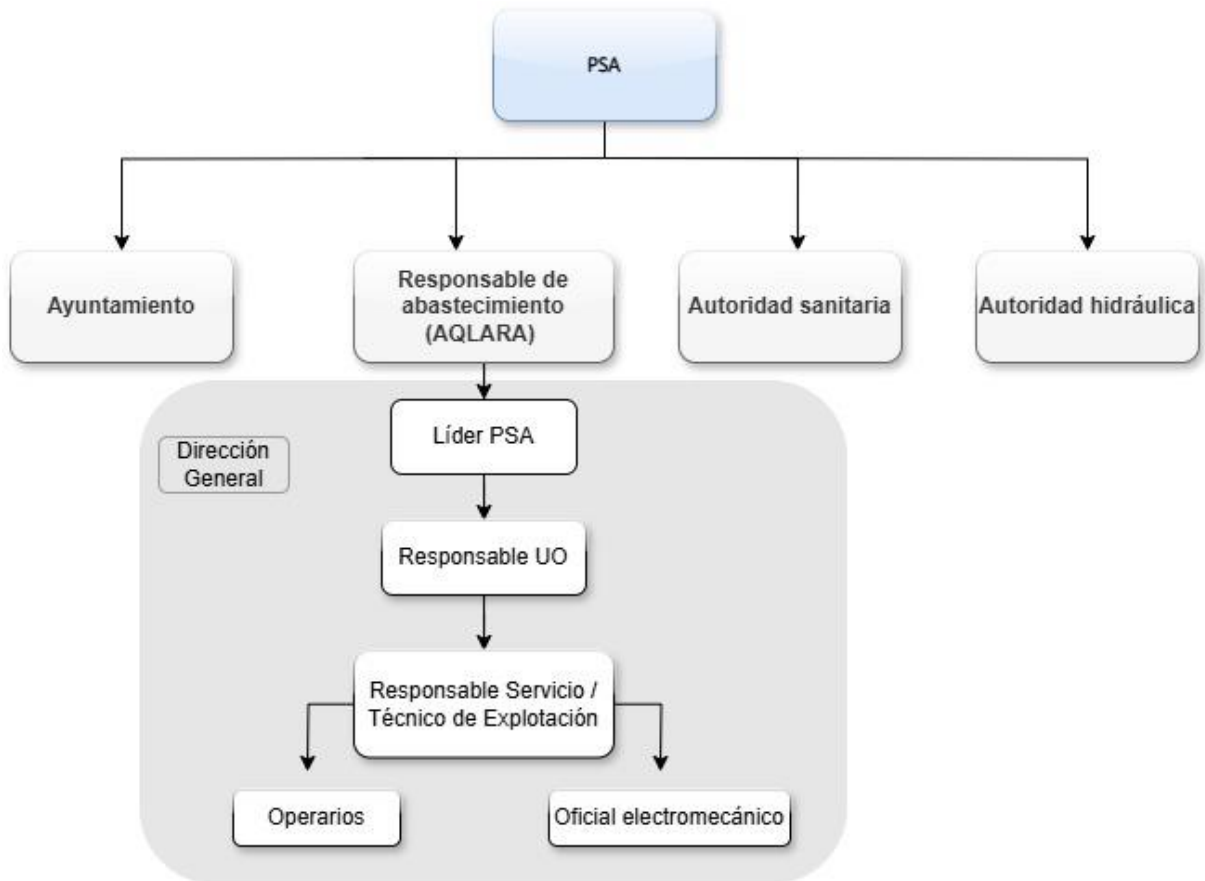 PSA
Ayuntamiento
Responsable de
abastecimiento
(AQLARA)
Autoridad sanitaria
Autoridad hidráulica
Dirección
General
Líder PSA
Responsable UO
Responsable Servicio /
Técnico de Explotación
Operarios
Oficial electromecánico